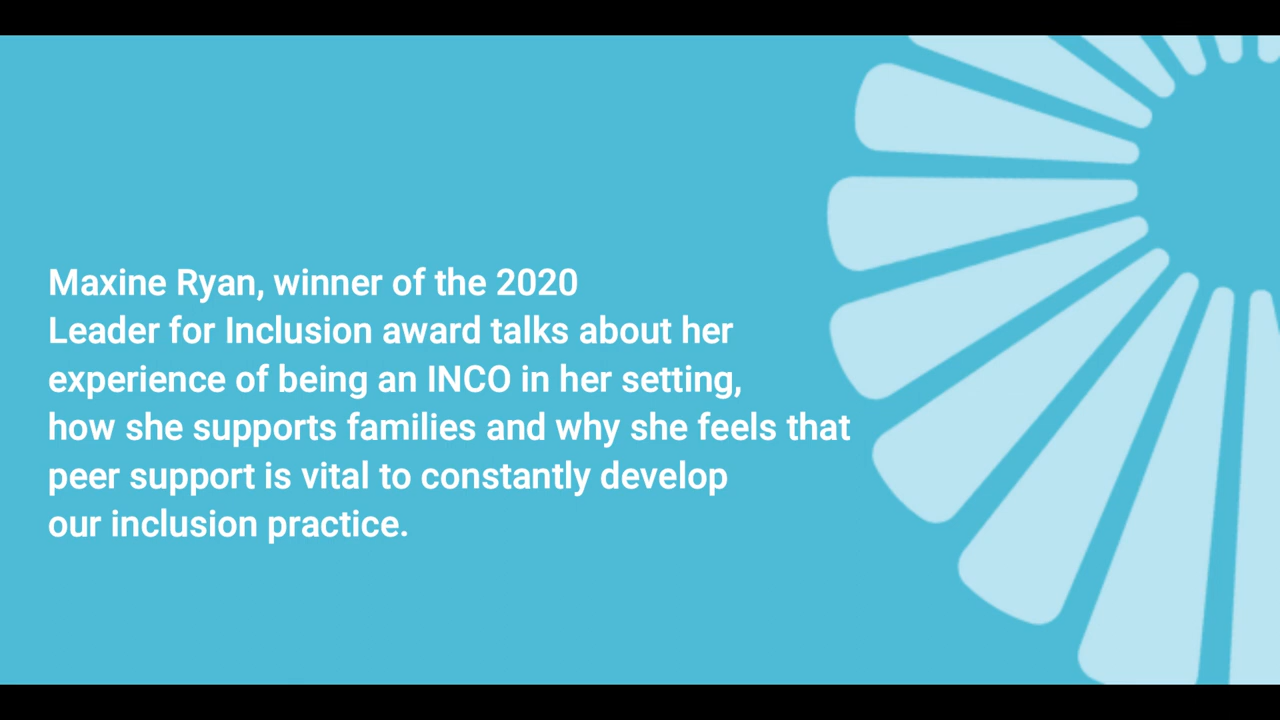 Maxine Ryan, winner of the 2020
Leader for Inclusion award talks about her
experience of being an INCO in her setting,
how she supports families and why she feels that
peer support is vital to constantly develop
our inclusion practice.